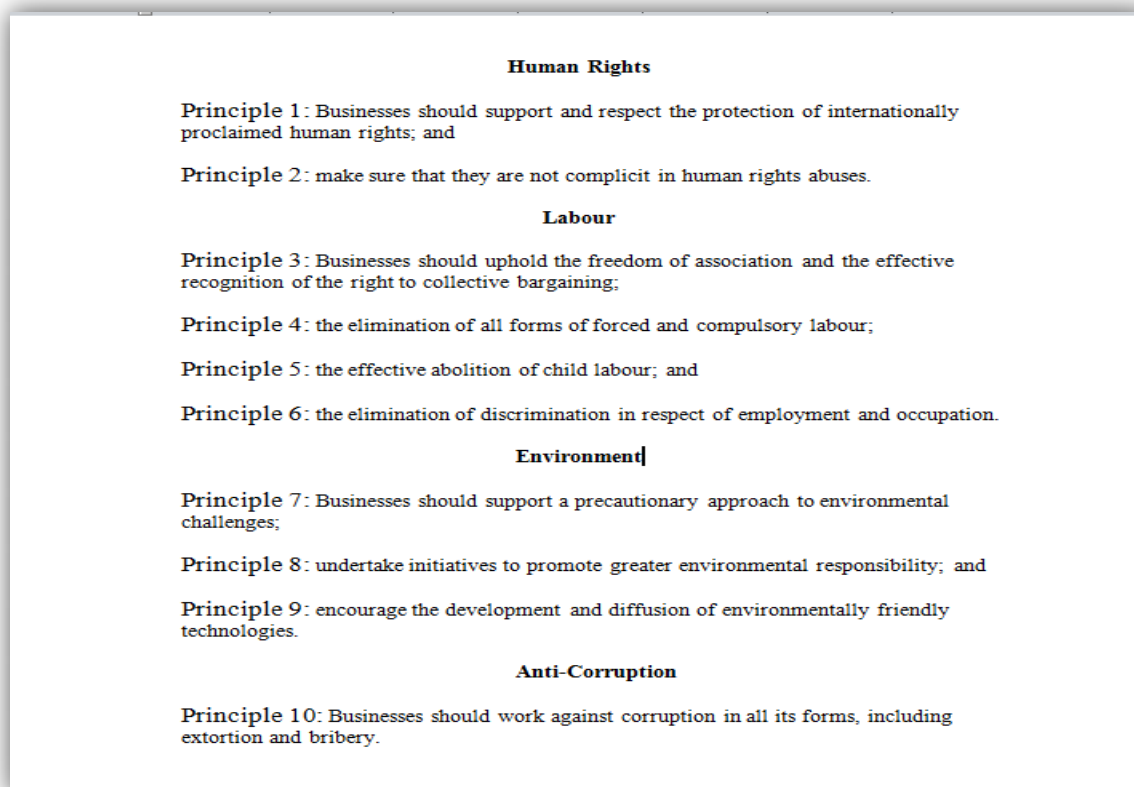 Human Rights
Principle 1: Businesses should support and respect the protection of internationally
proclaimed human rights; and
Principle 2: make sure that they are not complicit in human rights abuses.
Labour
Principle 3: Businesses should uphold the freedom of association and the effective
recognition of the right to collective bargaining;
Principle 4: the elimination of all forms of forced and compulsory labour;
Principle 5: the effective abolition of child labour; and
Principle 6: the elimination of discrimination in respect of employment and occupation.
Environment
Principle 7: Businesses should support a precautionary approach to environmental
challenges;
Principle 8: undertake initiatives to promote greater environmental responsibility; and
Principle 9: encourage the development and diffusion of environmentally friendly
technologies.
Anti-Corruption
Principle 10: Businesses should work against corruption in all its forms, including
extortion and bribery.